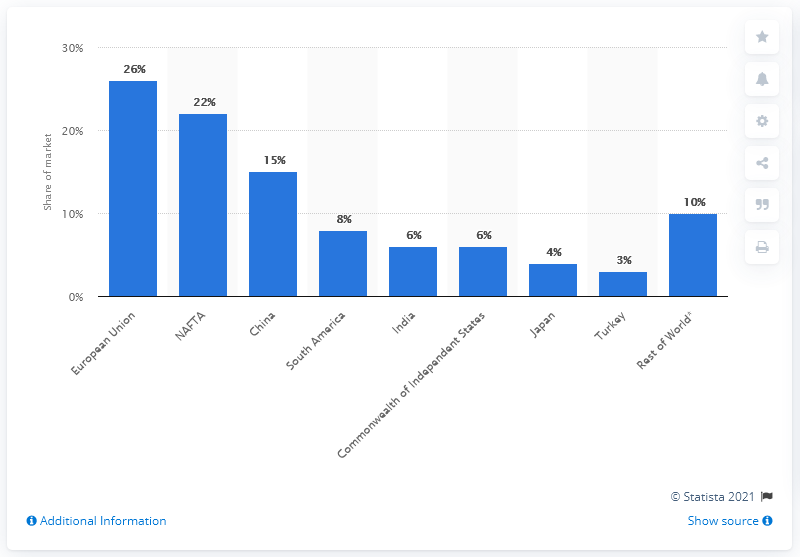 30%
20%
10%
0%
Share of market
26%
22%
15%
8%
6%
6%
4%
3%
10%
European Union
NAFTA
China
South America
India
Commonwealth of Independent States
Japan
Turkey
Rest of World*
© Statista 2021
Additional Information
Show source